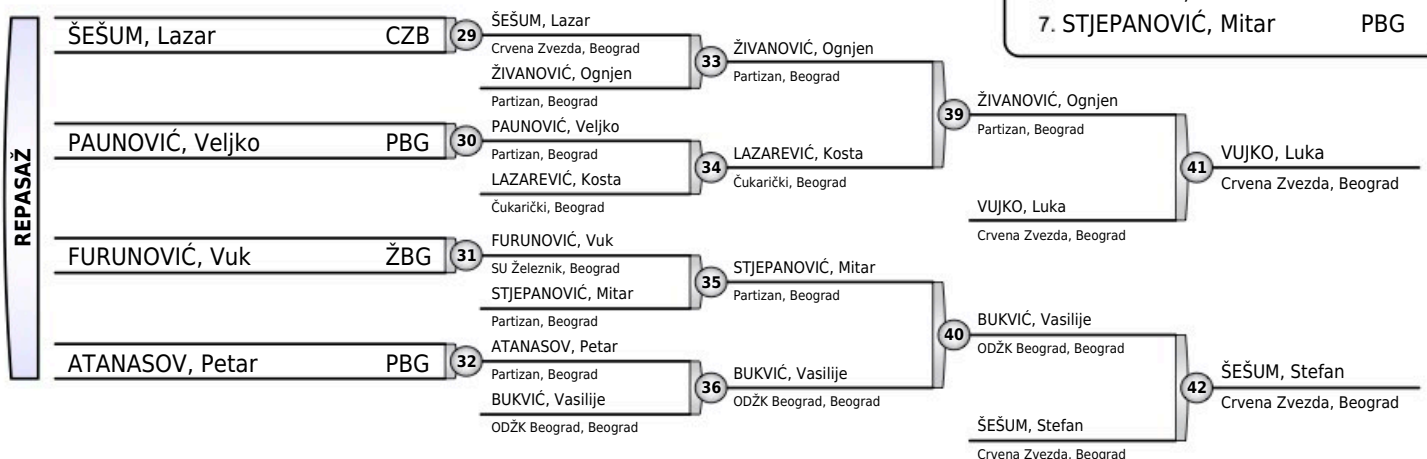 7. STJEPANOVIĆ, Mitar PBG
REPASAŽ
ŠEŠUM, Lazar CZB
PAUNOVIĆ, Veljko PBG
FURUNOVIĆ, Vuk ŽBG
ATANASOV, Petar PBG
29
ŠEŠUM, Lazar
Crvena Zvezda, Beograd
ŽIVANOVIĆ, Ognjen
Partizan, Beograd
30
PAUNOVIĆ, Veljko
Partizan, Beograd
LAZAREVIĆ, Kosta
Čukarički, Beograd
31
FURUNOVIĆ, Vuk
SU Železnik, Beograd
STJEPANOVIĆ, Mitar
Partizan, Beograd
32
ATANASOV, Petar
Partizan, Beograd
BUKVIĆ, Vasilije
ODŽK Beograd, Beograd
33
ŽIVANOVIĆ, Ognjen
Partizan, Beograd
34
LAZAREVIĆ, Kosta
Čukarički, Beograd
35
STJEPANOVIĆ, Mitar
Partizan, Beograd
36
BUKVIĆ, Vasilije
ODŽK Beograd, Beograd
39
ŽIVANOVIĆ, Ognjen
Partizan, Beograd
VUJKO, Luka
Crvena Zvezda, Beograd
40
BUKVIĆ, Vasilije
ODŽK Beograd, Beograd
ŠEŠUM, Stefan
Crvena Zvezda, Beograd
41
VUJKO, Luka
Crvena Zvezda, Beograd
42
ŠEŠUM, Stefan
Crvena Zvezda, Beograd